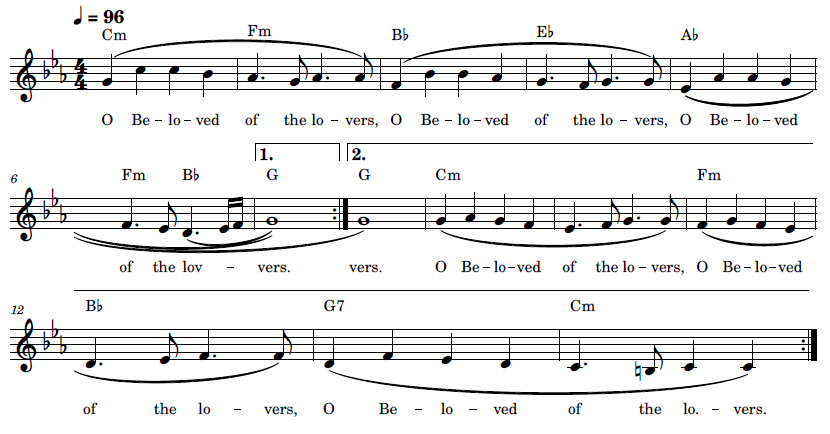 ♩ = 96
Cm Fm B♭ E♭ A♭
4/4
O Be – lo – ved of the lo – vers, O Be – lo – ved of the lo – vers, O Be – lo – ved
1. 2.
6 Fm B♭ G G Cm Fm
of the lov – vers. vers. O Be – lo – ved of the lo – vers, O Be – lo – ved
12 B♭ G7 Cm
of the lo – vers, O Be – lo – ved of the lo. – vers.